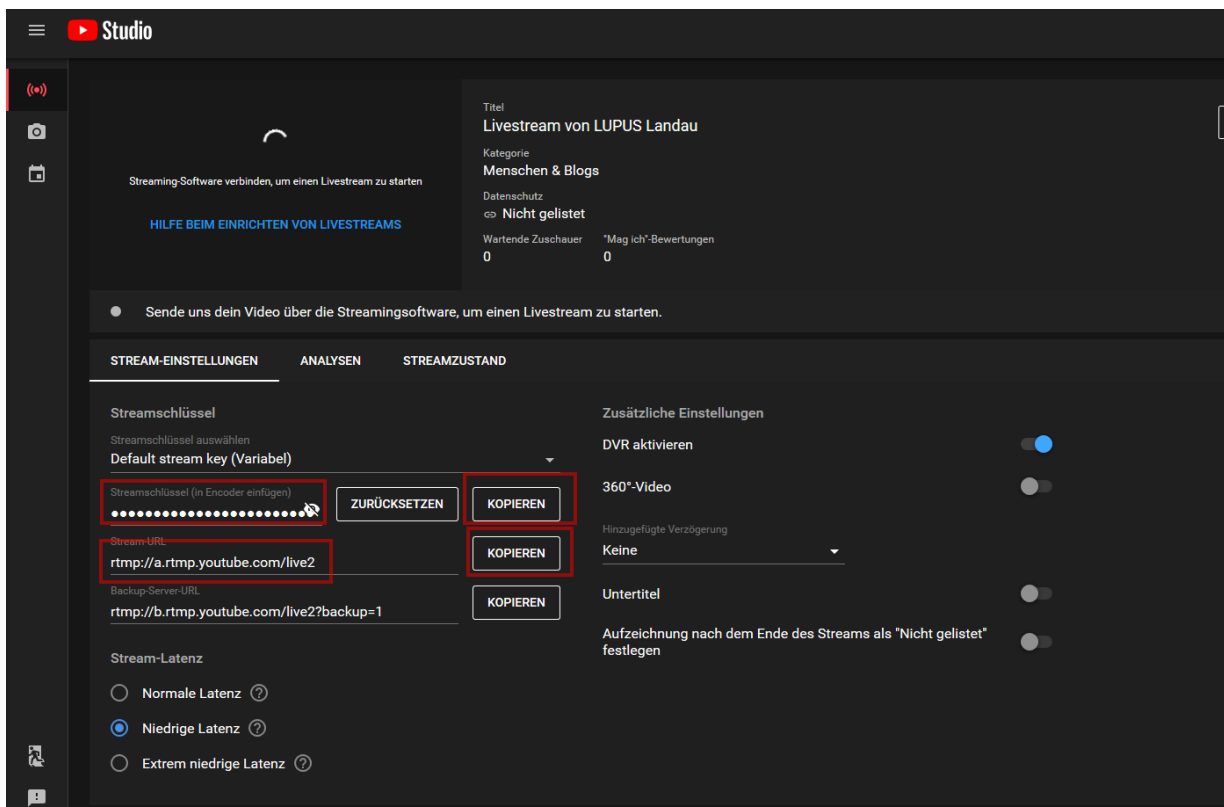 Studio
Streaming-Software verbinden, um einen Livestream zu starten
HILFE BEIM EINRICHTEN VON LIVESTREAMS
Titel
Livestream von LUPUS Landau
Kategorie
Menschen & Blogs
Datenschutz
Nicht gelistet
Wartende Zuschauer "Mag ich"-Bewertungen
0 0
Sende uns dein Video über die Streamingsoftware, um einen Livestream zu starten.
STREAM-EINSTELLUNGEN ANALYSEN STREAMZUSTAND
Streamschlüssel
Streamschlüssel auswählen
Default stream key (Variabel)
Streamschlüssel (in Encoder einfügen)
••••••••••••••••••••••• ZURÜCKSETZEN KOPIEREN
Stream-URL
rtmp://a.rtmp.youtube.com/live2 KOPIEREN
Backup-Server-URL
rtmp://b.rtmp.youtube.com/live2?backup=1 KOPIEREN
Stream-Latenz
Normale Latenz ?
Niedrige Latenz ?
Extrem niedrige Latenz ?
Zusätzliche Einstellungen
DVR aktivieren
360°-Video
Hinzugefügte Verzögerung
Keine
Untertitel
Aufzeichnung nach dem Ende des Streams als "Nicht gelistet"
festlegen